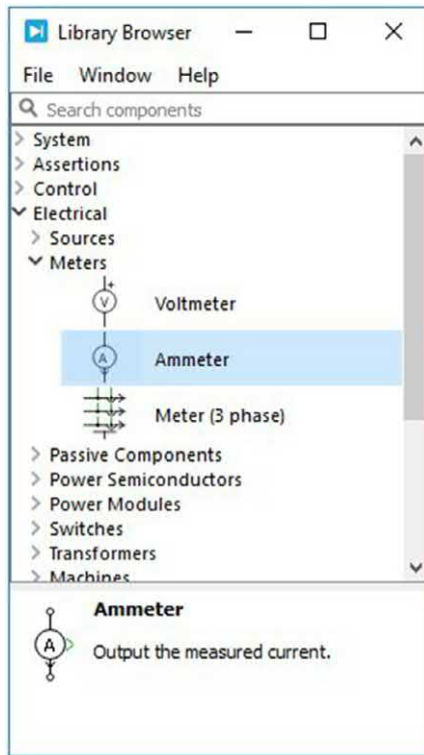 Library Browser
File Window Help
Search components
System
Assertions
Control
Electrical
Sources
Meters
V Voltmeter
A Ammeter
Meter (3 phase)
Passive Components
Power Semiconductors
Power Modules
Switches
Transformers
Machines
Ammeter
A Output the measured current.